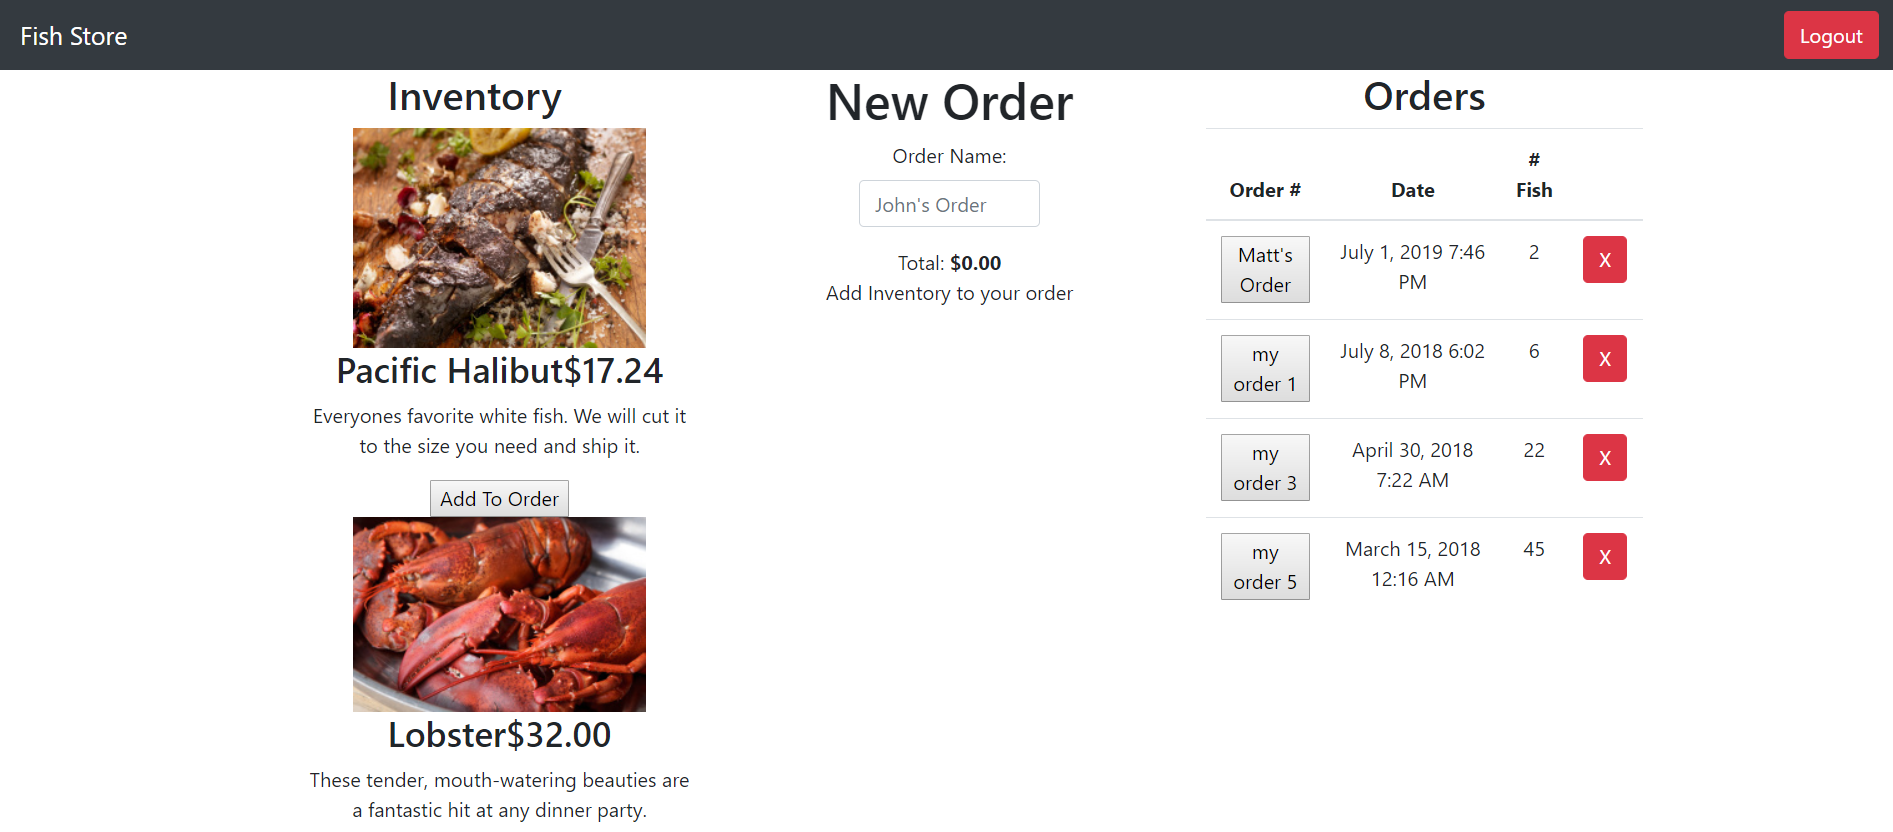 Fish Store
Logout
Inventory
Pacific Halibut$17.24
Everyones favorite white fish. We will cut it
to the size you need and ship it.
Add To Order
Lobster$32.00
These tender, mouth-watering beauties are
a fantastic hit at any dinner party.
New Order
Order Name:
John's Order
Total: $0.00
Add Inventory to your order
Orders
Order # Date # Fish
Matt's Order July 1, 2019 7:46 PM 2 X
my order 1 July 8, 2018 6:02 PM 6 X
my order 3 April 30, 2018 7:22 AM 22 X
my order 5 March 15, 2018 12:16 AM 45 X